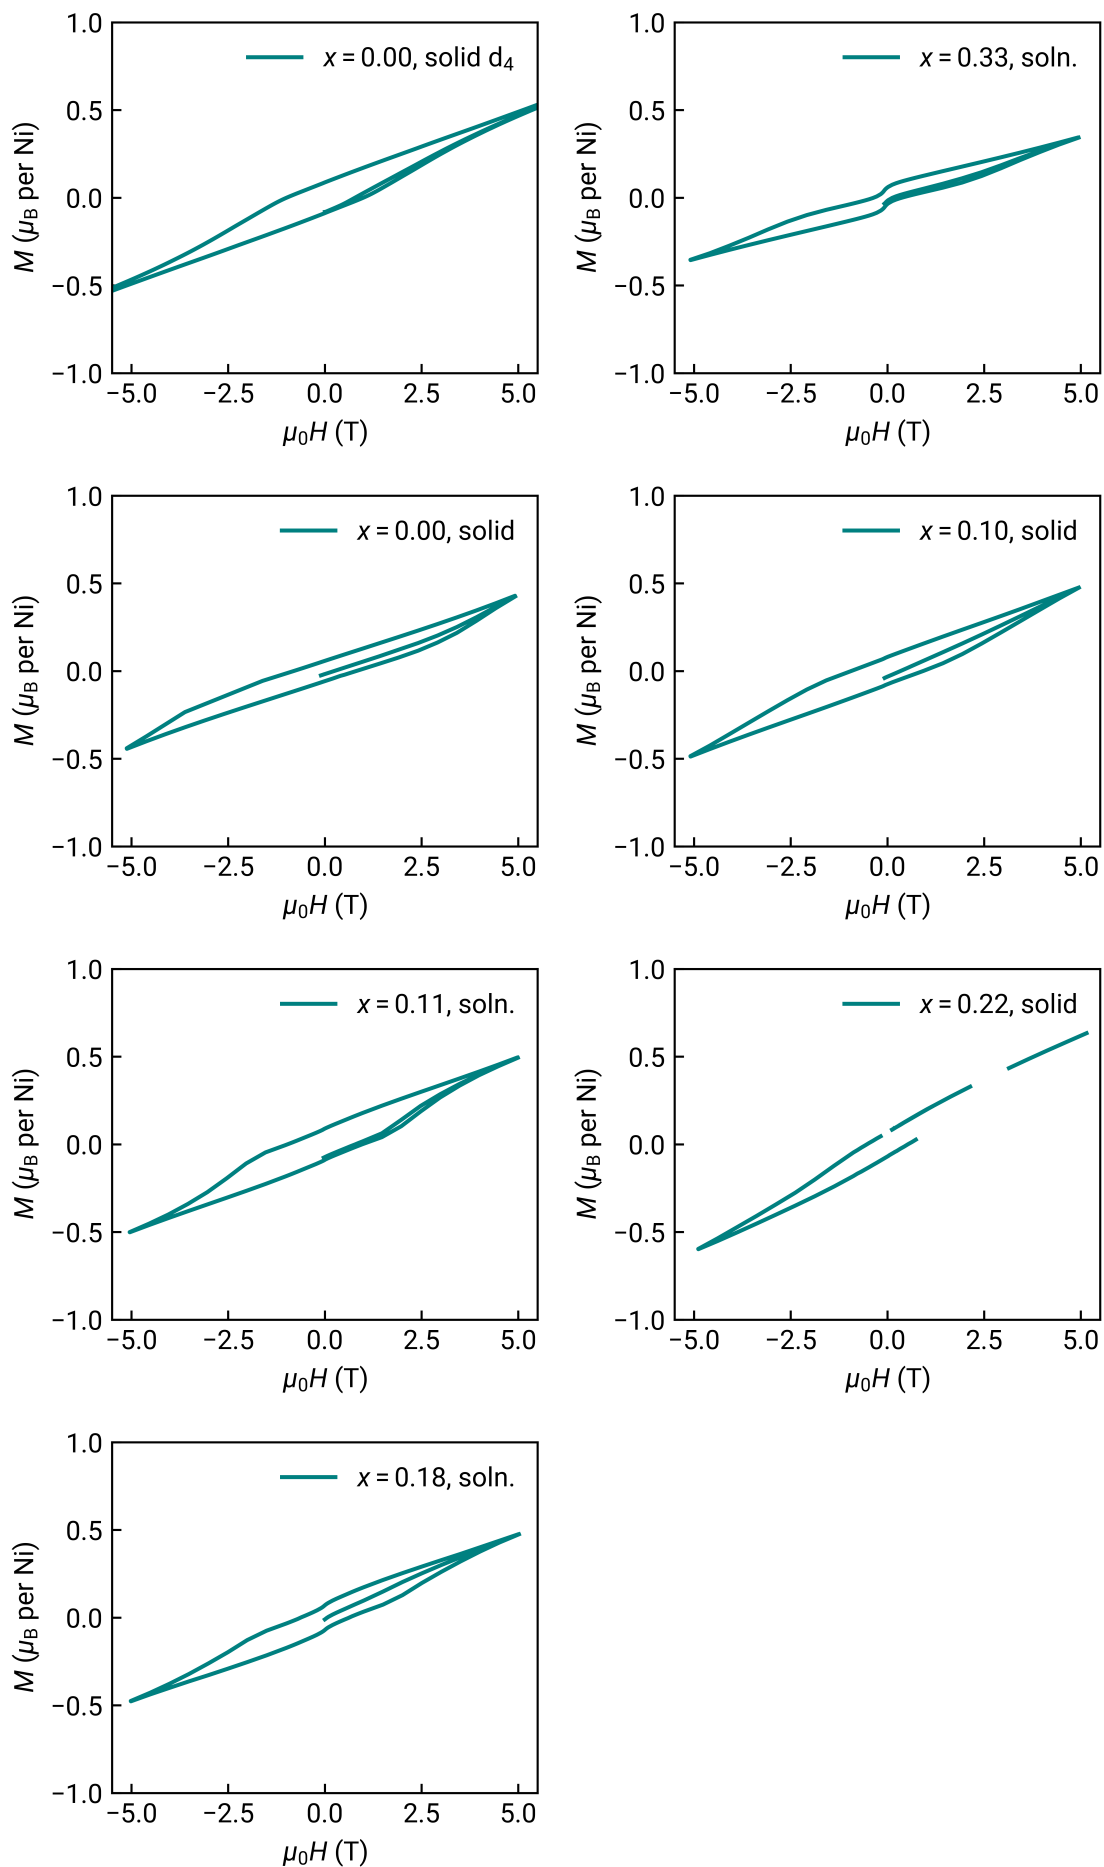 x = 0.00, solid d₄
1.0
0.5
0.0
−0.5
−1.0
M (μB per Ni)
−5.0 −2.5 0.0 2.5 5.0
μ₀H (T)
x = 0.33, soln.
1.0
0.5
0.0
−0.5
−1.0
M (μB per Ni)
−5.0 −2.5 0.0 2.5 5.0
μ₀H (T)
x = 0.00, solid
1.0
0.5
0.0
−0.5
−1.0
M (μB per Ni)
−5.0 −2.5 0.0 2.5 5.0
μ₀H (T)
x = 0.10, solid
1.0
0.5
0.0
−0.5
−1.0
M (μB per Ni)
−5.0 −2.5 0.0 2.5 5.0
μ₀H (T)
x = 0.11, soln.
1.0
0.5
0.0
−0.5
−1.0
M (μB per Ni)
−5.0 −2.5 0.0 2.5 5.0
μ₀H (T)
x = 0.22, solid
1.0
0.5
0.0
−0.5
−1.0
M (μB per Ni)
−5.0 −2.5 0.0 2.5 5.0
μ₀H (T)
x = 0.18, soln.
1.0
0.5
0.0
−0.5
−1.0
M (μB per Ni)
−5.0 −2.5 0.0 2.5 5.0
μ₀H (T)